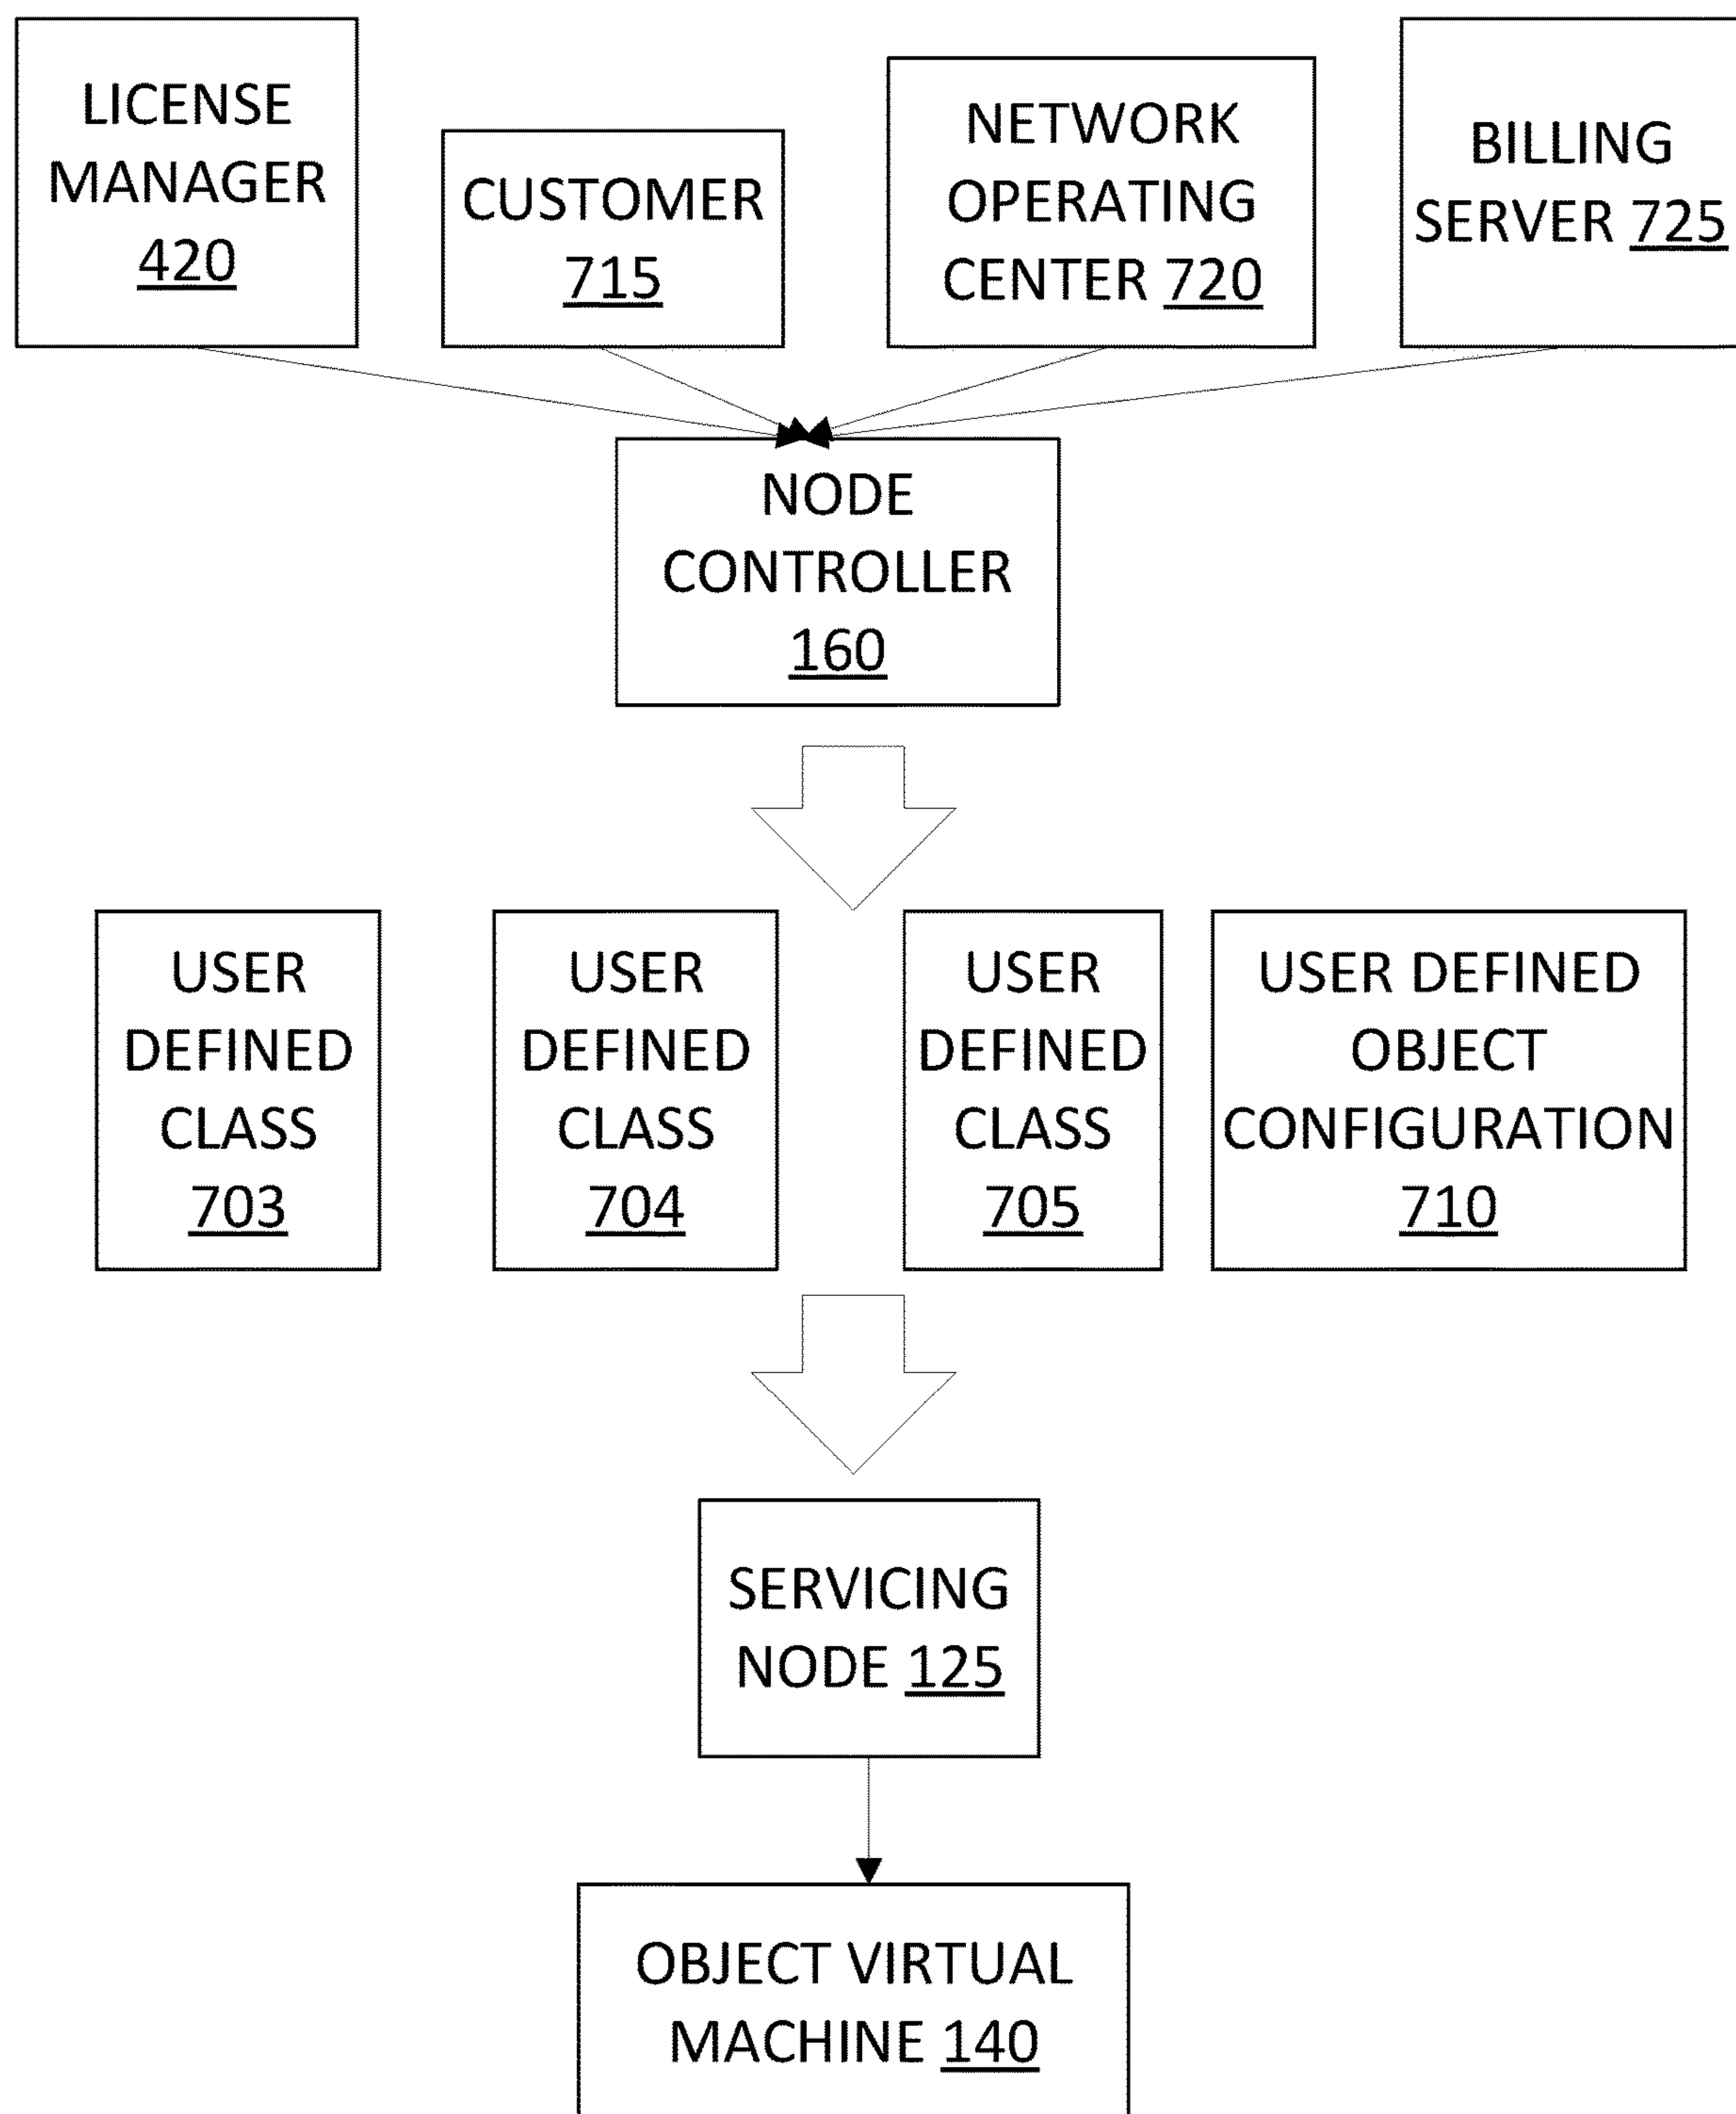 LICENSE
MANAGER
420
CUSTOMER
715
NETWORK
OPERATING
CENTER 720
BILLING
SERVER 725
NODE
CONTROLLER
160
USER
DEFINED
CLASS
703
USER
DEFINED
CLASS
704
USER
DEFINED
CLASS
705
USER DEFINED
OBJECT
CONFIGURATION
710
SERVICING
NODE 125
OBJECT VIRTUAL
MACHINE 140